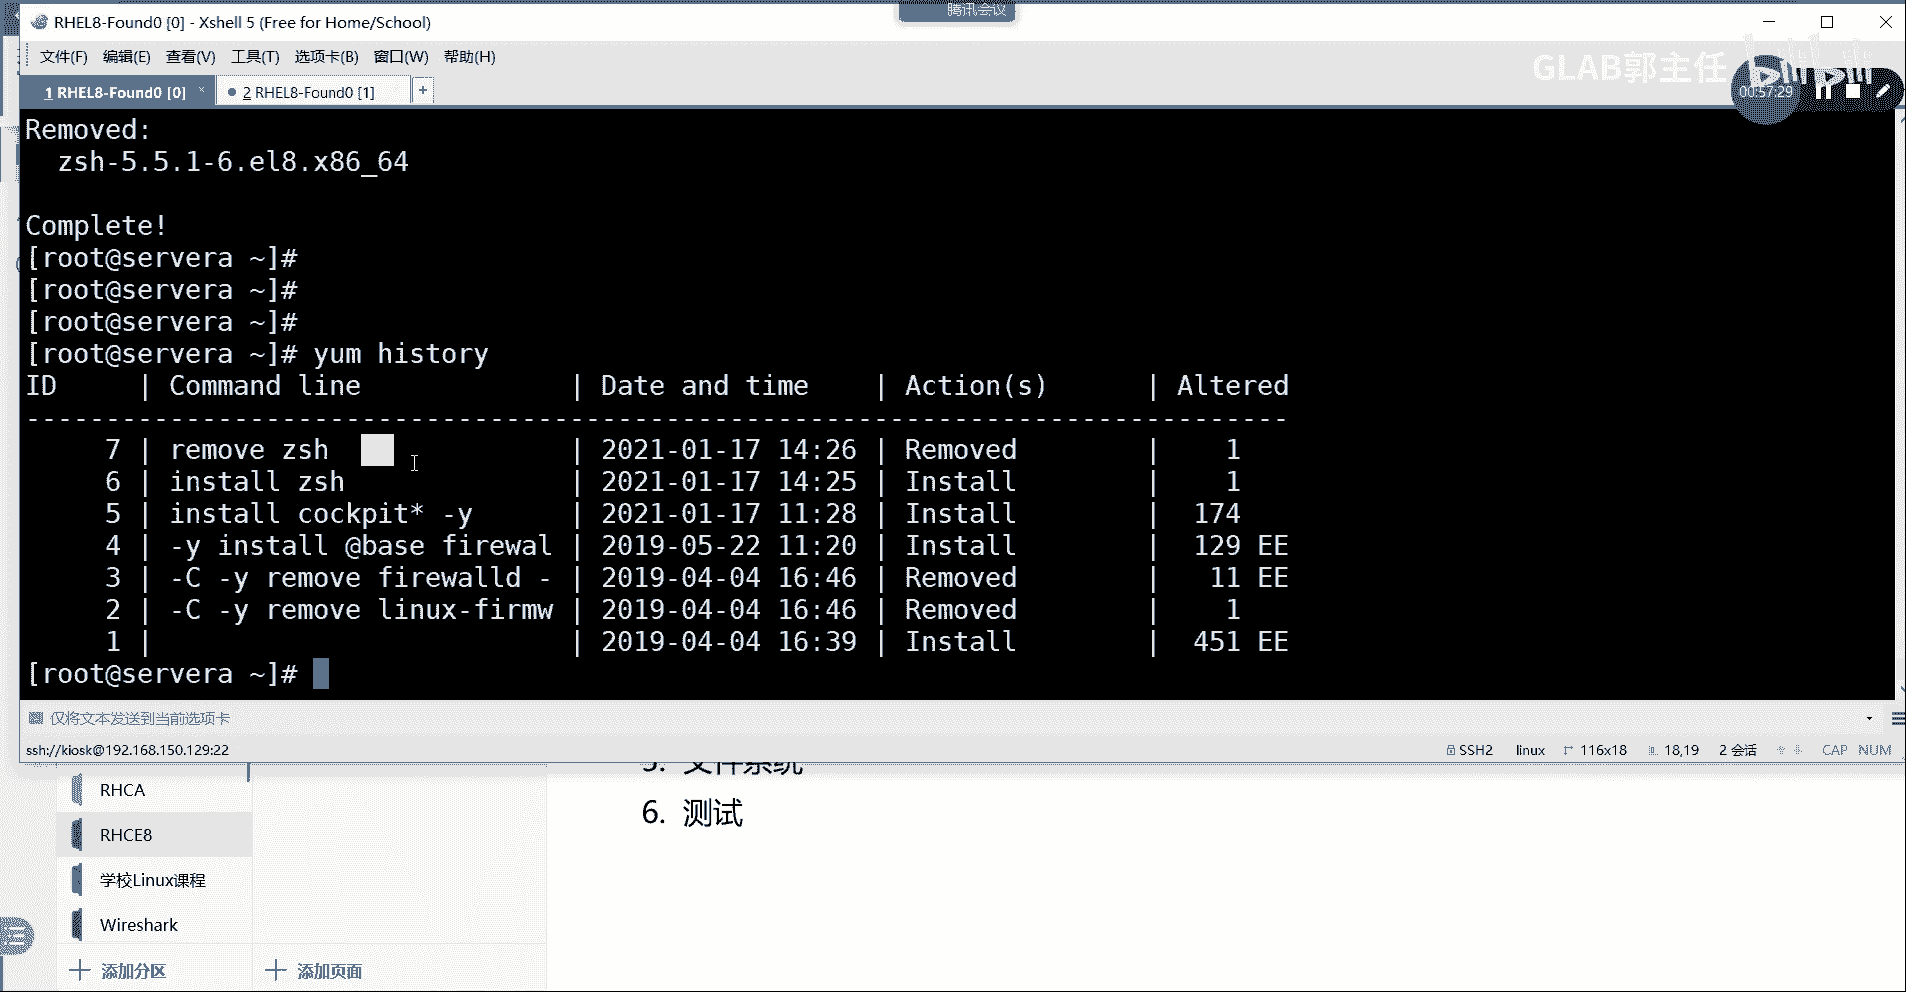 腾讯会议
RHEL8-Found0 [0] - Xshell 5 (Free for Home/School)
文件(F) 编辑(E) 查看(V) 工具(T) 选项卡(B) 窗口(W) 帮助(H)
GLAB郭主任 bilibili
00:57:29
1 RHEL8-Found0 [0] × 2 RHEL8-Found0 [1] +
Removed:
zsh-5.5.1-6.el8.x86_64
Complete!
[root@servera ~]#
[root@servera ~]#
[root@servera ~]#
[root@servera ~]# yum history
ID | Command line | Date and time | Action(s) | Altered
-------------------------------------------------------------------------------
7 | remove zsh | 2021-01-17 14:26 | Removed | 1
6 | install zsh | 2021-01-17 14:25 | Install | 1
5 | install cockpit* -y | 2021-01-17 11:28 | Install | 174
4 | -y install @base firewal | 2019-05-22 11:20 | Install | 129 EE
3 | -C -y remove firewalld - | 2019-04-04 16:46 | Removed | 11 EE
2 | -C -y remove linux-firmw | 2019-04-04 16:46 | Removed | 1
1 | | 2019-04-04 16:39 | Install | 451 EE
[root@servera ~]#
仅将文本发送到当前选项卡
ssh://kiosk@192.168.150.129:22 SSH2 linux 116x18 18,19 2 会话 CAP NUM
5. 文件系统
RHCA
6. 测试
RHCE8
学校Linux课程
Wireshark
添加分区 添加页面